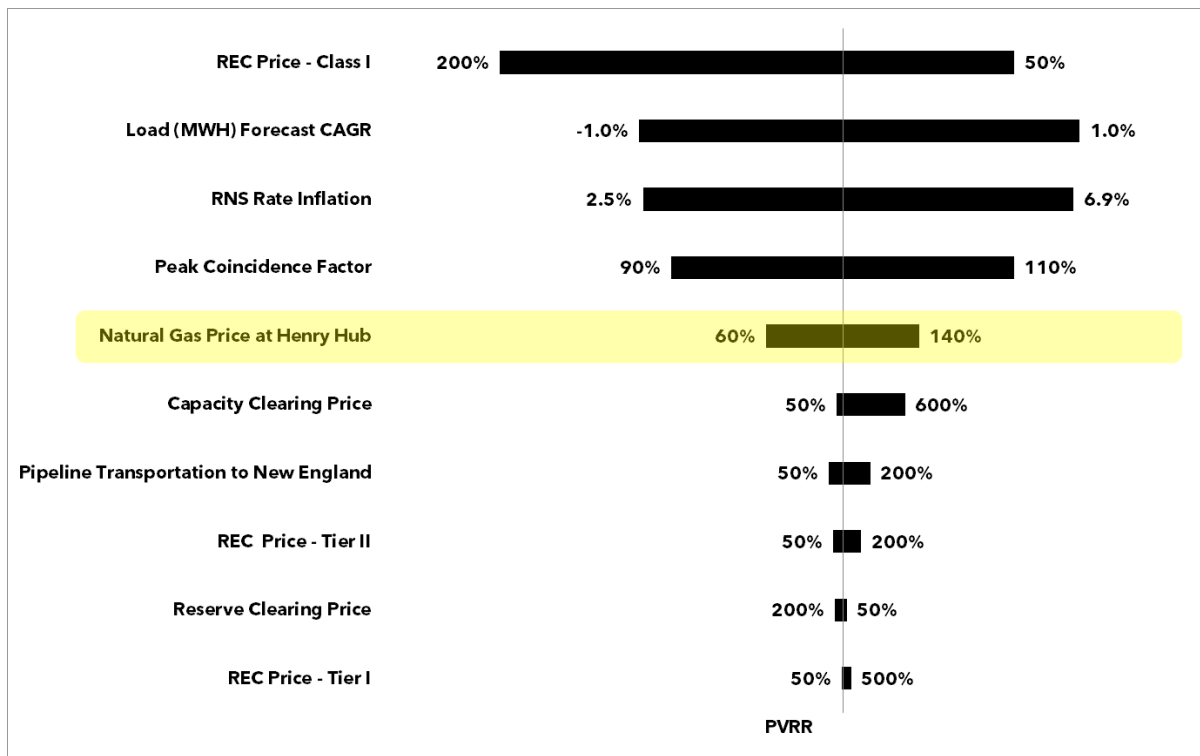 REC Price - Class I 200% 50%
Load (MWH) Forecast CAGR -1.0% 1.0%
RNS Rate Inflation 2.5% 6.9%
Peak Coincidence Factor 90% 110%
Natural Gas Price at Henry Hub 60% 140%
Capacity Clearing Price 50% 600%
Pipeline Transportation to New England 50% 200%
REC Price - Tier II 50% 200%
Reserve Clearing Price 200% 50%
REC Price - Tier I 50% 500%
PVRR